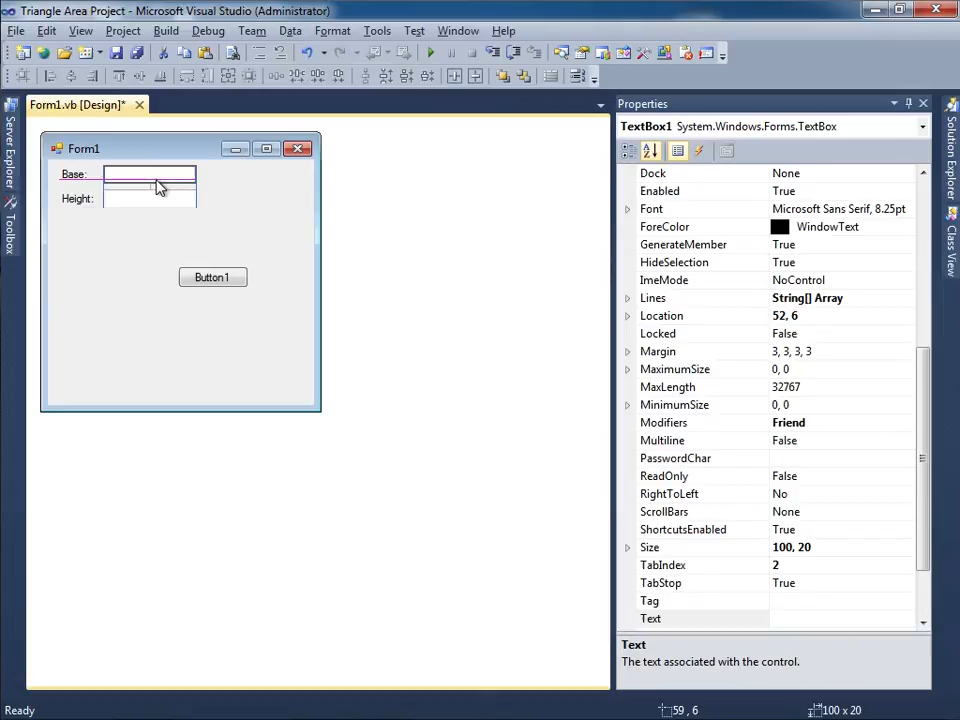 Triangle Area Project - Microsoft Visual Studio (Administrator)
File Edit View Project Build Debug Team Data Format Tools Test Window Help
Form1.vb [Design]*
Properties
Server Explorer
Toolbox
Form1
Base:
Height:
Button1
TextBox1 System.Windows.Forms.TextBox
Dock None
Enabled True
Font Microsoft Sans Serif, 8.25pt
ForeColor WindowText
GenerateMember True
HideSelection True
ImeMode NoControl
Lines String[] Array
Location 52, 6
Locked False
Margin 3, 3, 3, 3
MaximumSize 0, 0
MaxLength 32767
MinimumSize 0, 0
Modifiers Friend
Multiline False
PasswordChar
ReadOnly False
RightToLeft No
ScrollBars None
ShortcutsEnabled True
Size 100, 20
TabIndex 2
TabStop True
Tag
Text
Text
The text associated with the control.
Solution Explorer
Class View
Ready 59 , 6 100 x 20